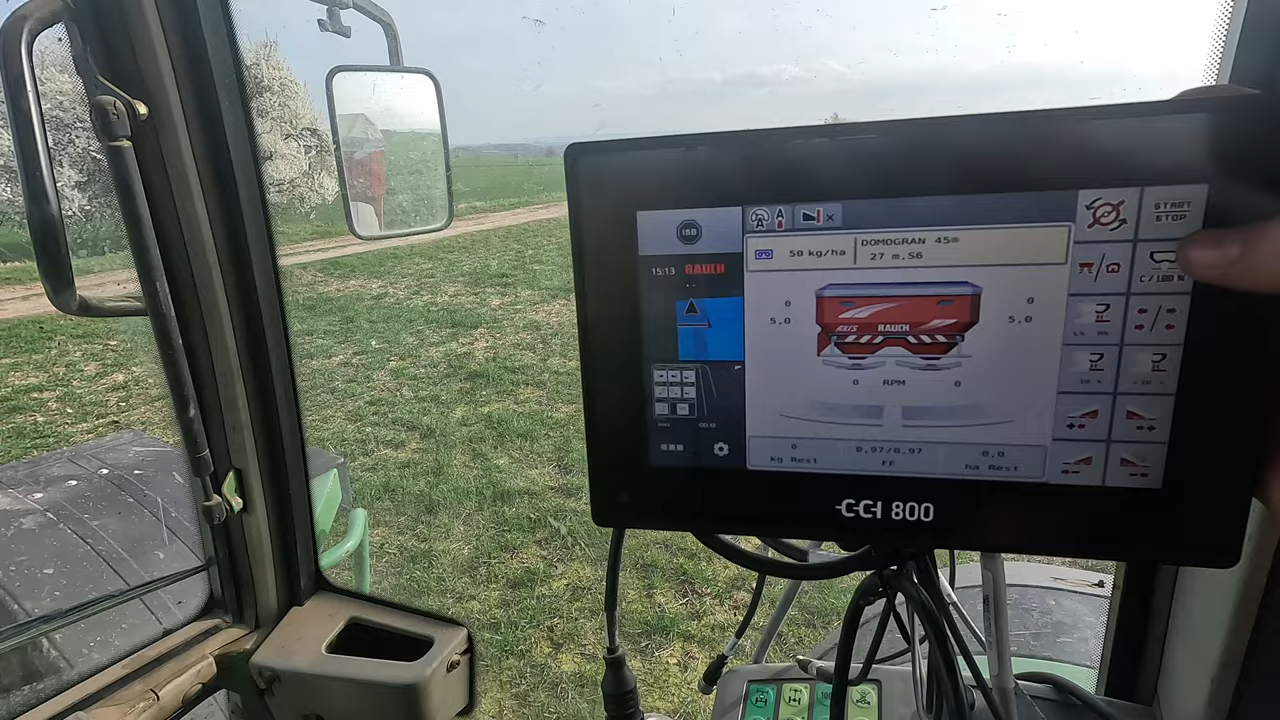 ISB
15:13 RAUCH
50 kg/ha
DOMOGRAN 45®
27 m.S6
START
STOP
C/100 %
0
0
5.0
5.0
AXIS RAUCH
0 RPM 0
10 %
0
kg Rest
0,97/0,97
FF
0,0
ha Rest
CCI 800